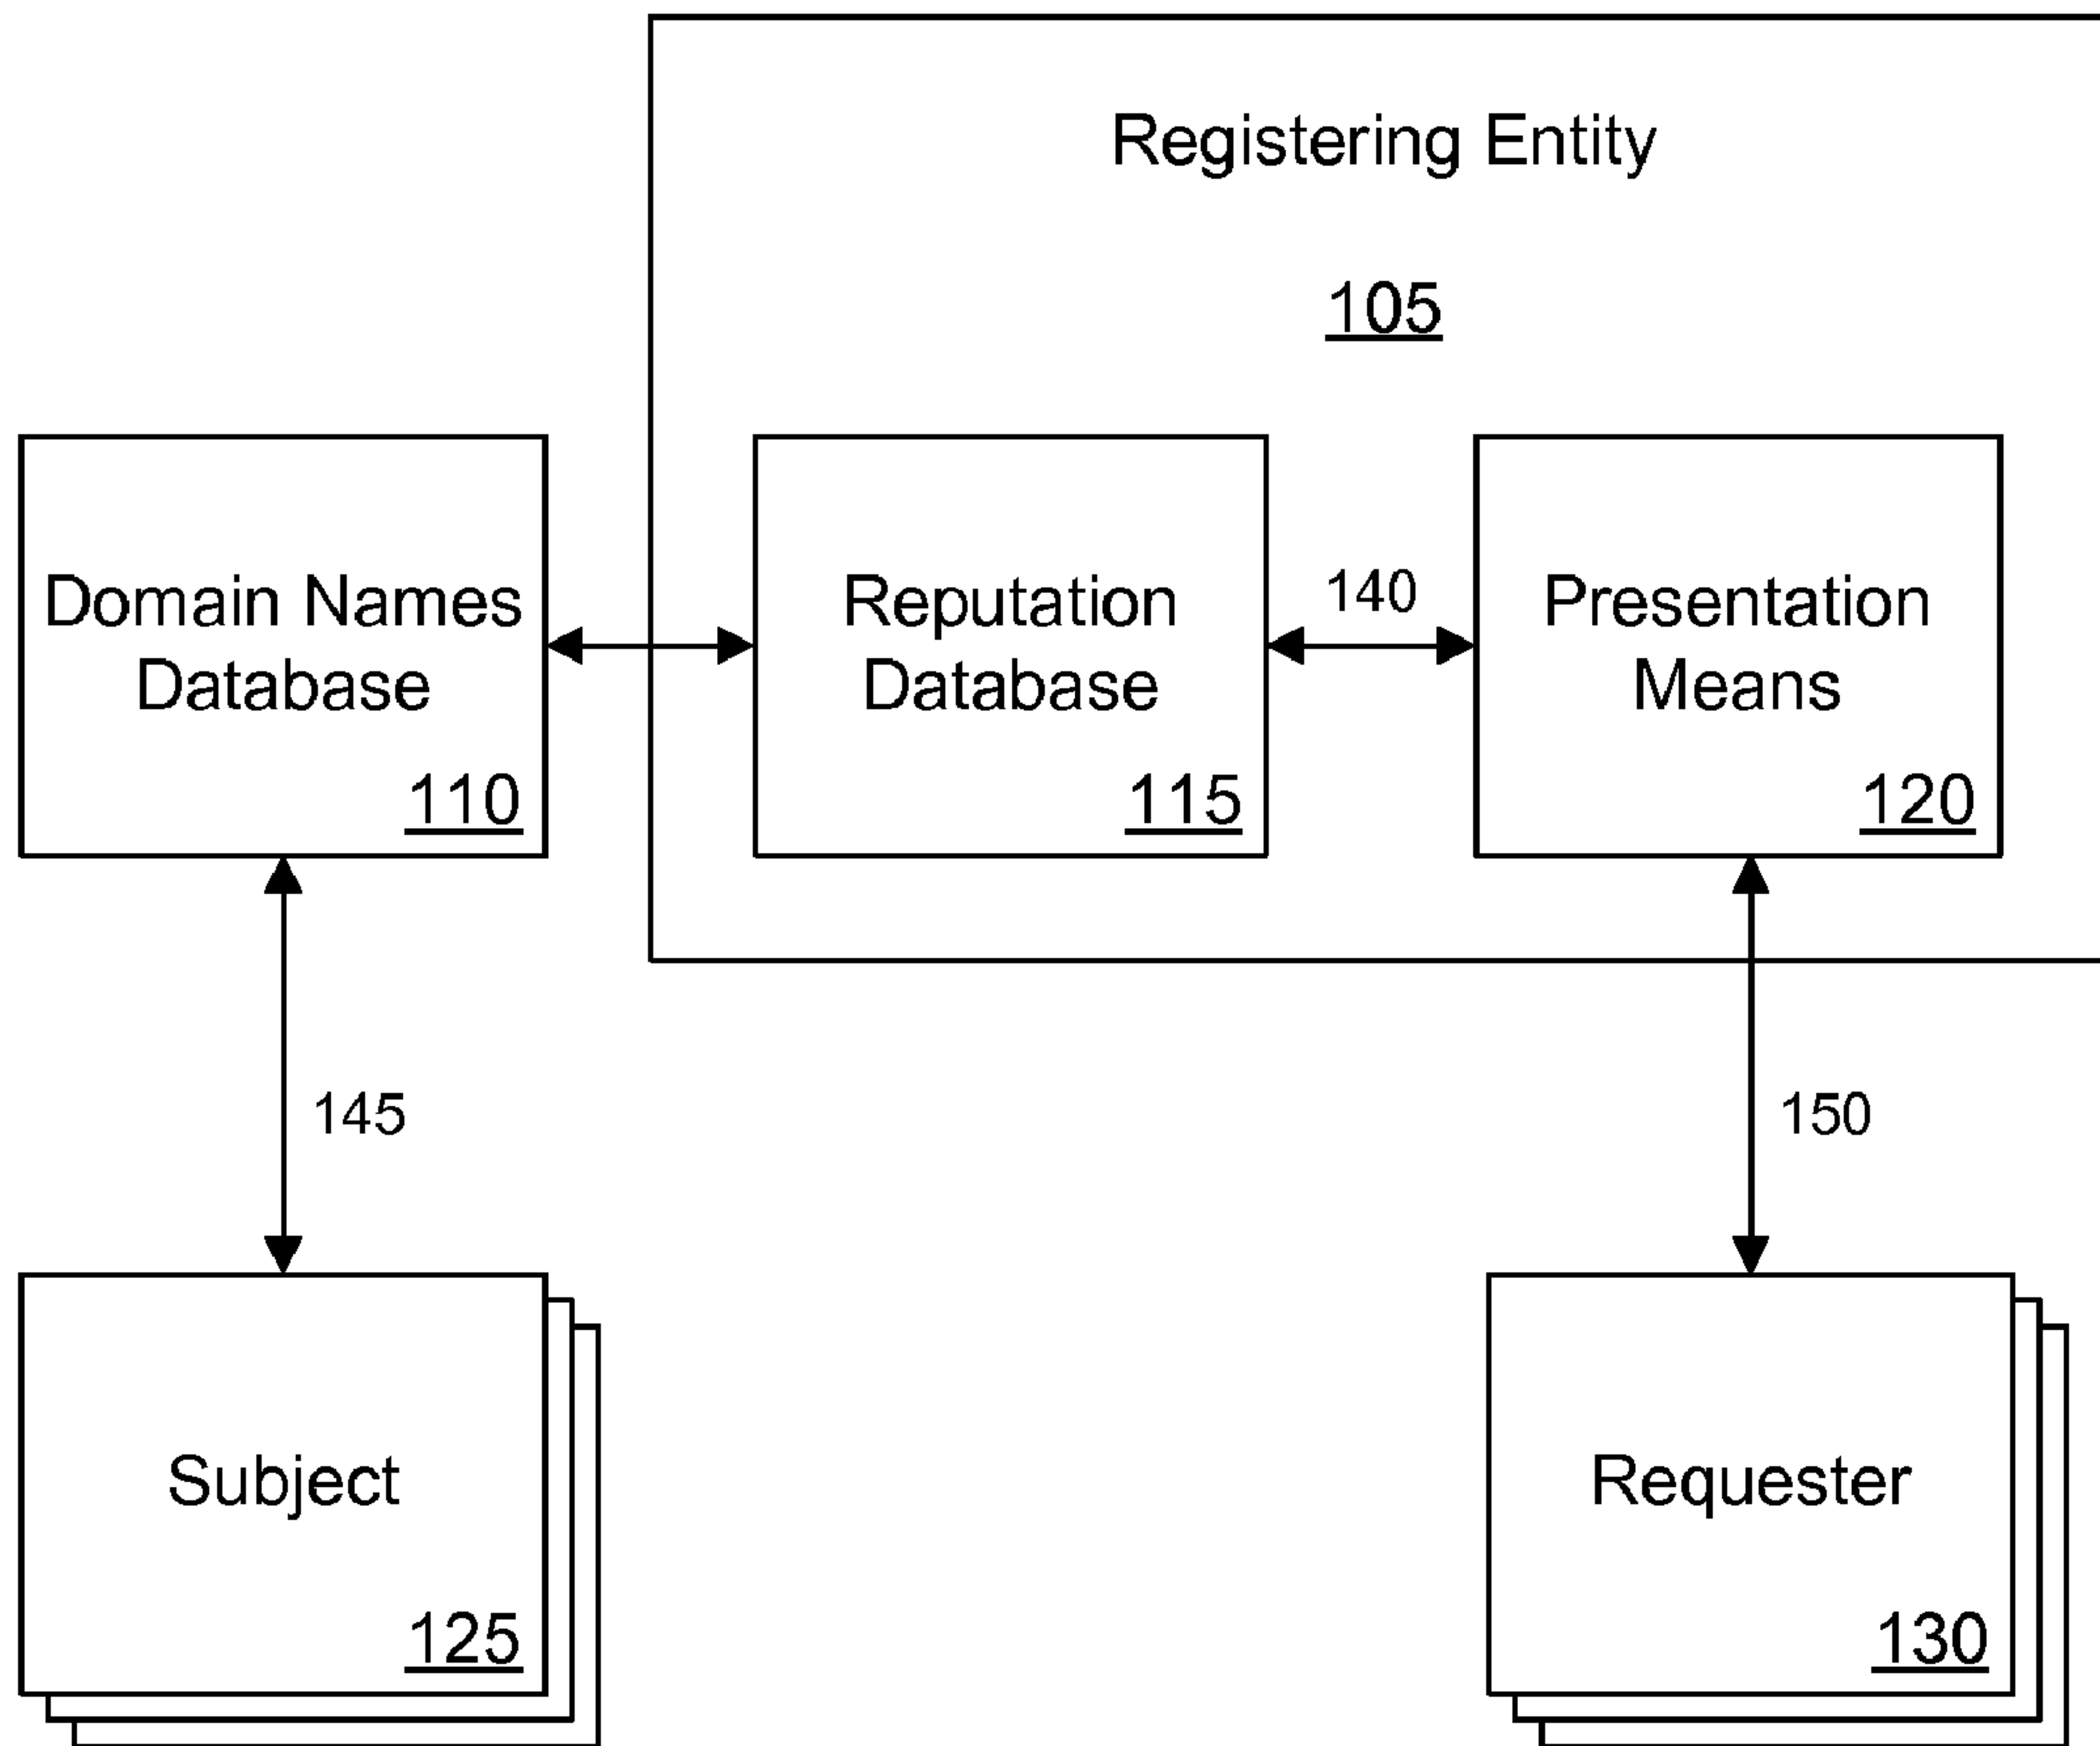 Registering Entity
105
Domain Names
Database
110
Reputation
Database
115
140
Presentation
Means
120
145
150
Subject
125
Requester
130